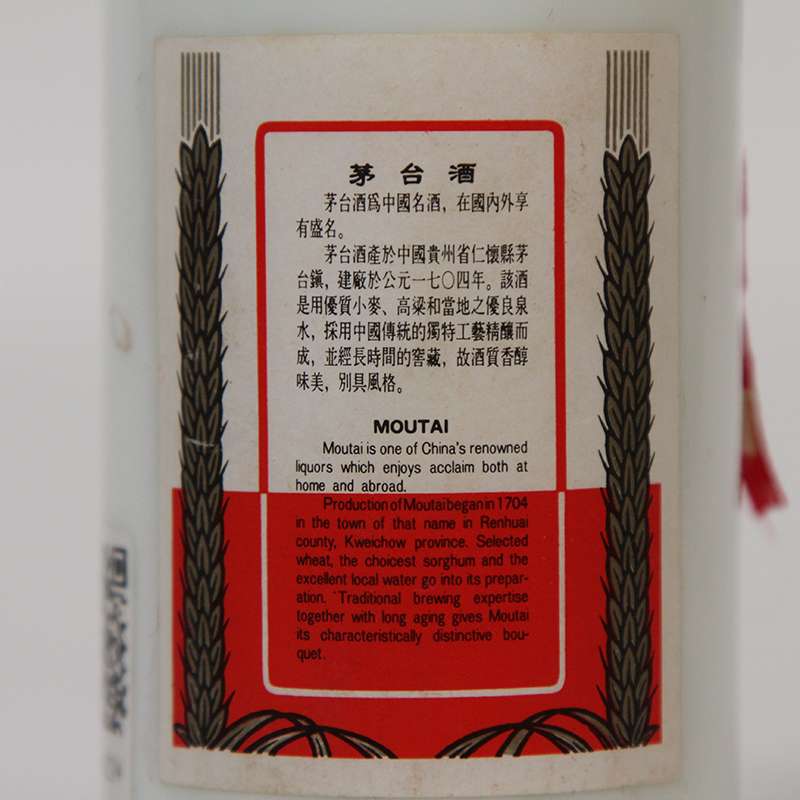 茅台酒
茅台酒爲中國名酒，在國內外享
有盛名。
茅台酒產於中國貴州省仁懷縣茅
台鎮，建廠於公元一七〇四年。該酒
是用優質小麥、高粱和當地之優良泉
水，採用中國傳統的獨特工藝精釀而
成，並經長時間的窖藏，故酒質香醇
味美，別具風格。
MOUTAI
Moutai is one of China's renowned
liquors which enjoys acclaim both at
home and abroad.
Production of Moutai began in 1704
in the town of that name in Renhuai
county, Kweichow province. Selected
wheat, the choicest sorghum and the
excellent local water go into its prepar-
ation. Traditional brewing expertise
together with long aging gives Moutai
its characteristically distinctive bou-
quet.